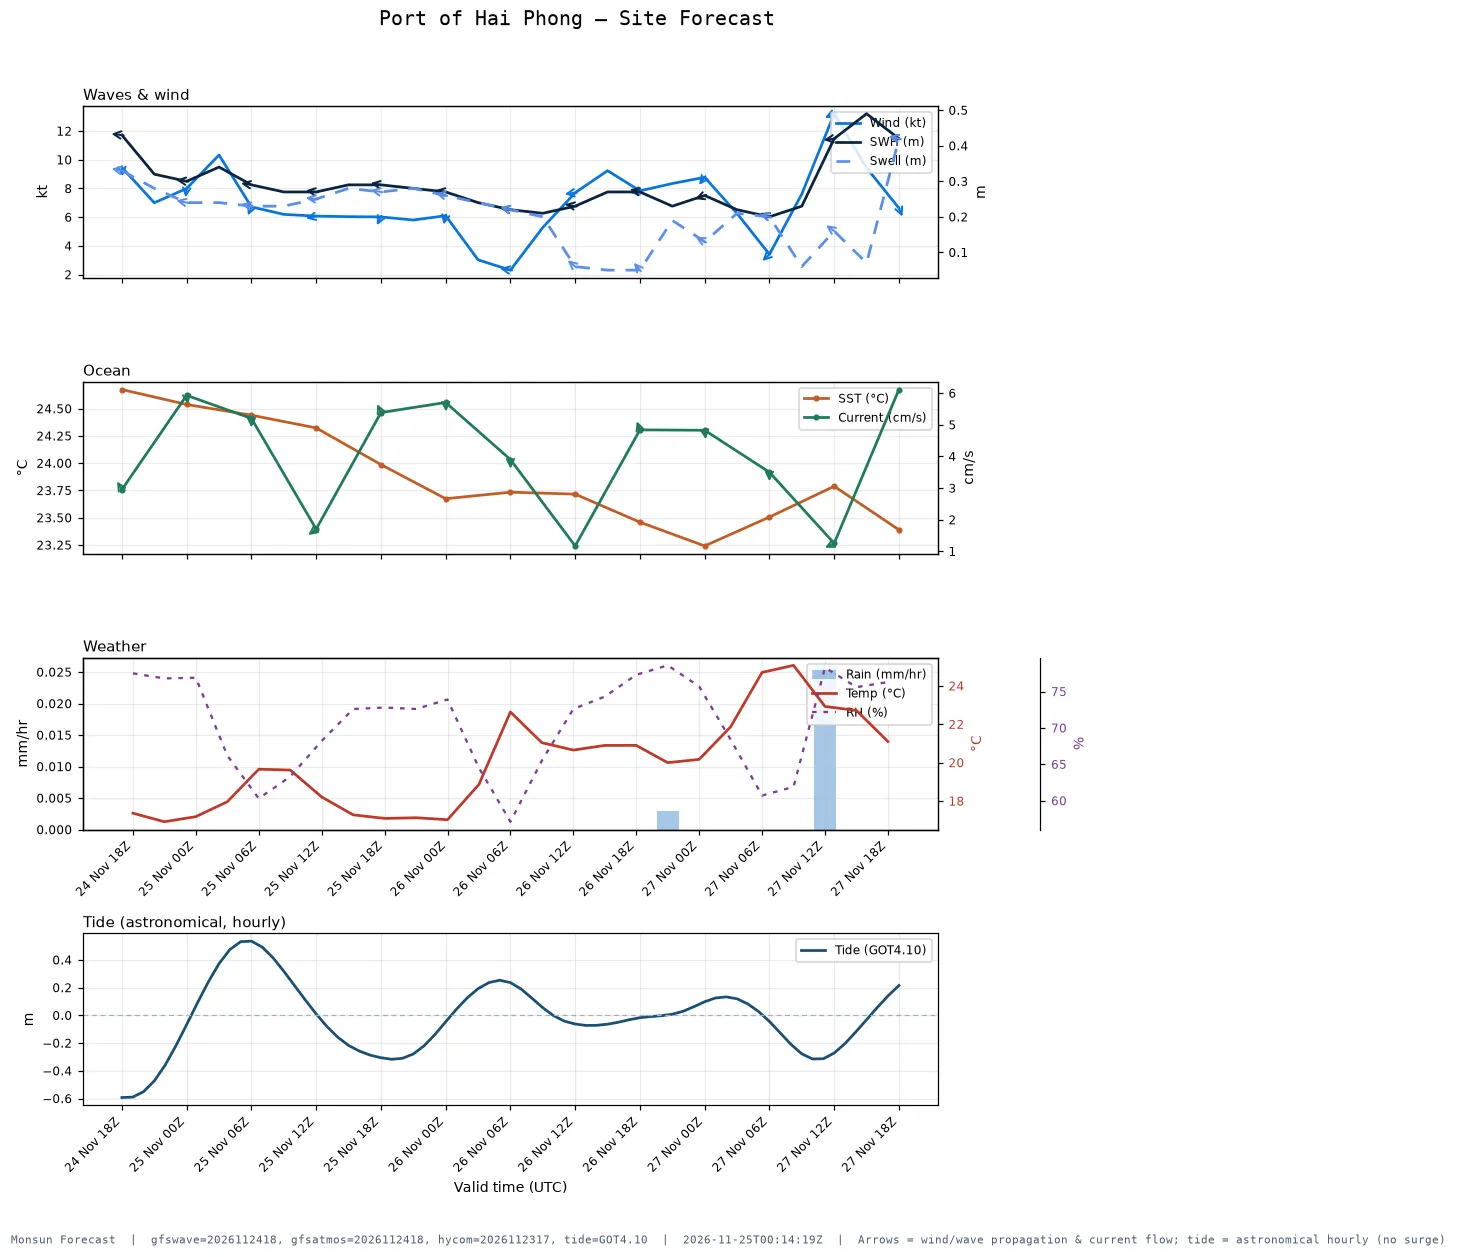 Port of Hai Phong — Site Forecast
Waves & wind
12
10
8
6
4
2
kt
0.5
0.4
0.3
0.2
0.1
m
Wind (kt)
SWH (m)
Swell (m)
Ocean
24.50
24.25
24.00
23.75
23.50
23.25
°C
6
5
4
3
2
1
cm/s
SST (°C)
Current (cm/s)
Weather
0.025
0.020
0.015
0.010
0.005
0.000
mm/hr
24
22
20
18
°C
75
70
65
60
%
Rain (mm/hr)
Temp (°C)
RH (%)
24 Nov 18Z
25 Nov 00Z
25 Nov 06Z
25 Nov 12Z
25 Nov 18Z
26 Nov 00Z
26 Nov 06Z
26 Nov 12Z
26 Nov 18Z
27 Nov 00Z
27 Nov 06Z
27 Nov 12Z
27 Nov 18Z
Tide (astronomical, hourly)
0.4
0.2
0.0
−0.2
−0.4
−0.6
m
Tide (GOT4.10)
24 Nov 18Z
25 Nov 00Z
25 Nov 06Z
25 Nov 12Z
25 Nov 18Z
26 Nov 00Z
26 Nov 06Z
26 Nov 12Z
26 Nov 18Z
27 Nov 00Z
27 Nov 06Z
27 Nov 12Z
27 Nov 18Z
Valid time (UTC)
Monsun Forecast | gfswave=2026112418, gfsatmos=2026112418, hycom=2026112317, tide=GOT4.10 | 2026-11-25T00:14:19Z | Arrows = wind/wave propagation & current flow; tide = astronomical hourly (no surge)